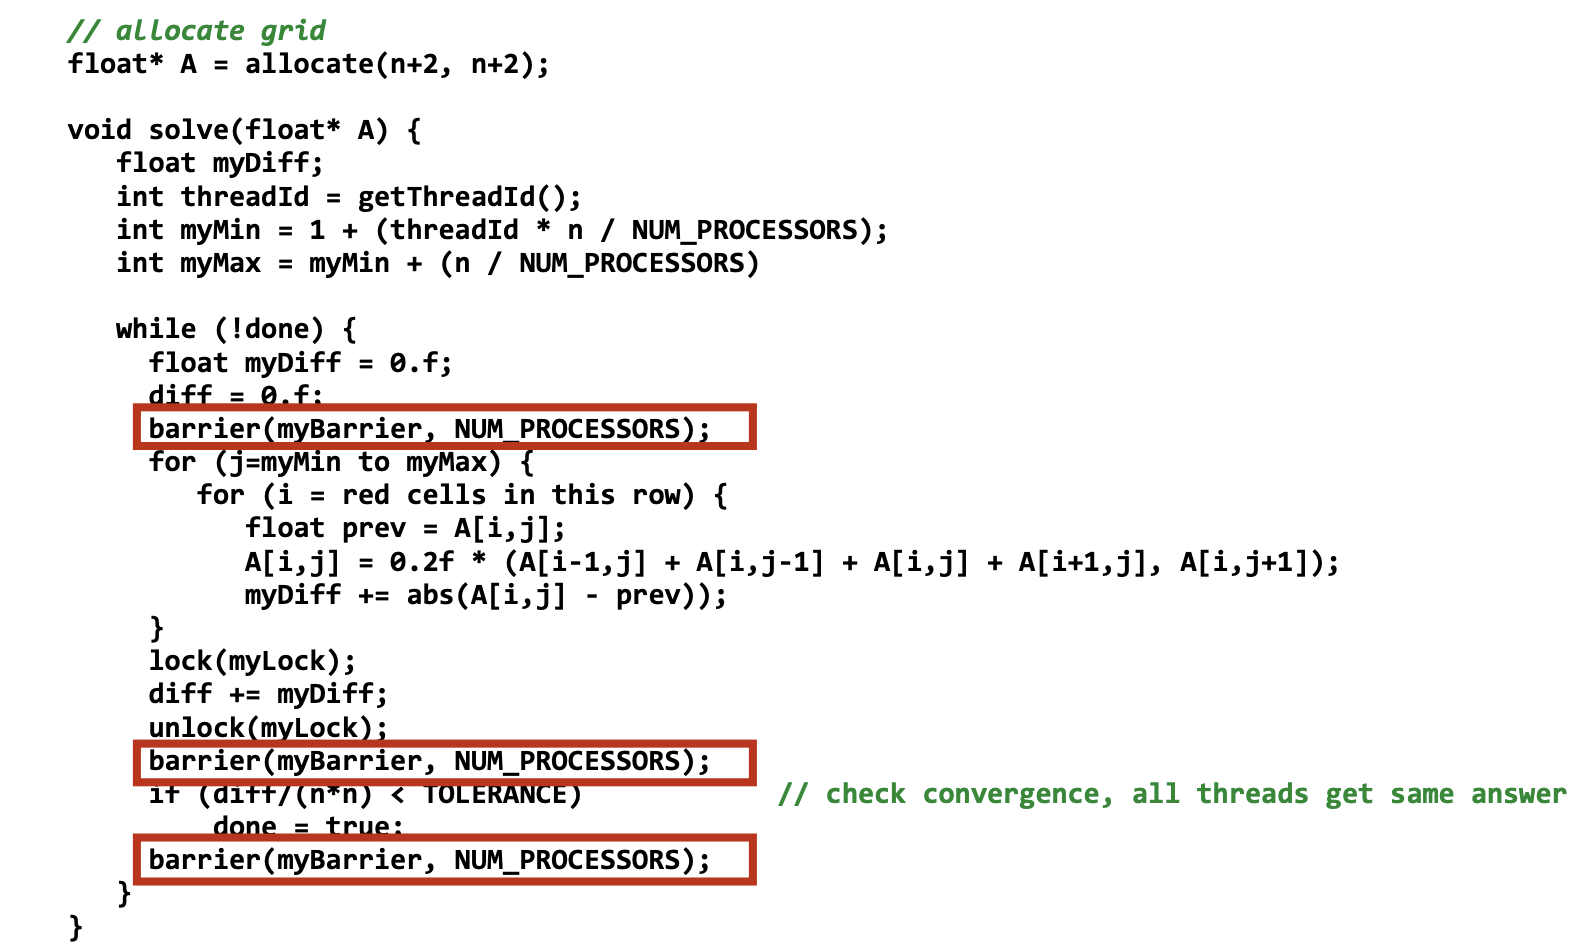 // allocate grid
float* A = allocate(n+2, n+2);
void solve(float* A) {
float myDiff;
int threadId = getThreadId();
int myMin = 1 + (threadId * n / NUM_PROCESSORS);
int myMax = myMin + (n / NUM_PROCESSORS)
while (!done) {
float myDiff = 0.f;
diff = 0.f;
barrier(myBarrier, NUM_PROCESSORS);
for (j=myMin to myMax) {
for (i = red cells in this row) {
float prev = A[i,j];
A[i,j] = 0.2f * (A[i-1,j] + A[i,j-1] + A[i,j] + A[i+1,j], A[i,j+1]);
myDiff += abs(A[i,j] - prev));
}
lock(myLock);
diff += myDiff;
unlock(myLock);
barrier(myBarrier, NUM_PROCESSORS);
if (diff/(n*n) < TOLERANCE) // check convergence, all threads get same answer
done = true;
barrier(myBarrier, NUM_PROCESSORS);
}
}